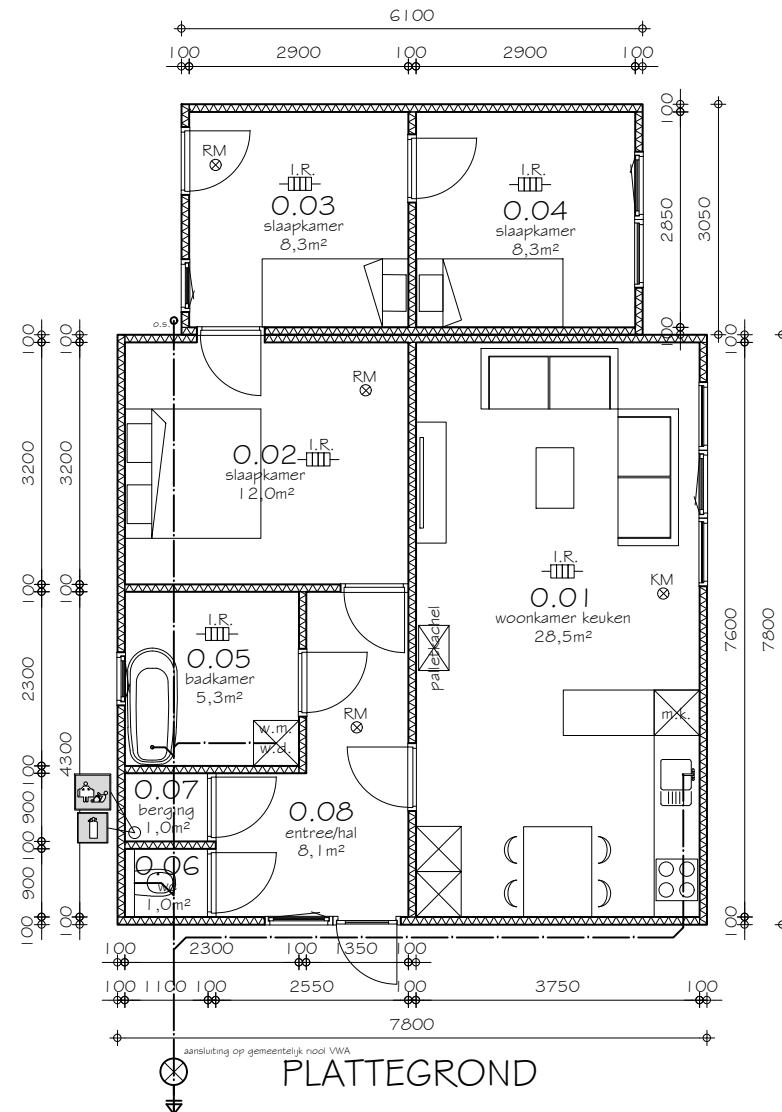 6100
100 2900 100 2900 100
RM
I.R.
0.03
slaapkamer
8,3m²
I.R.
0.04
slaapkamer
8,3m²
100
2850
3050
100
o.s.
100
3200
100
2300
100
900
100
900
100
100
3200
100
4300
100
RM
0.02
I.R.
slaapkamer
12,0m²
I.R.
0.01
woonkamer keuken
28,5m²
KM
palletkachel
m.k.
I.R.
0.05
badkamer
5,3m²
w.m.
w.d.
RM
0.07
berging
1,0m²
0.06
wc
1,0m²
0.08
entree/hal
8,1m²
100
7600
100
7800
100 2300 100 1350 100
100 1100 100 2550 100 3750 100
7800
aansluiting op gemeentelijk riool VWA
PLATTEGROND